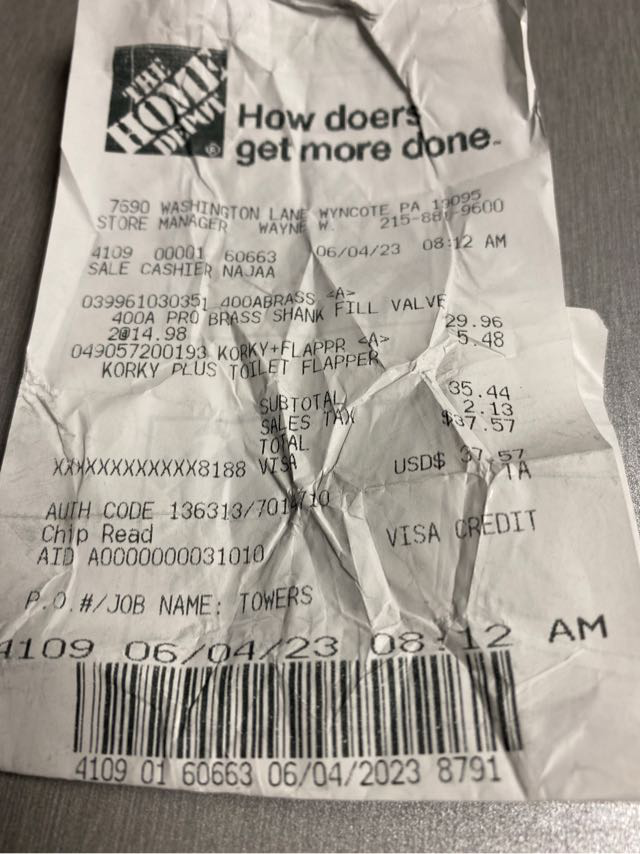 THE
HOME
DEPOT
How doers
get more done™
7590 WASHINGTON LANE WYNCOTE PA 19095
STORE MANAGER WAYNE W. 215-881-9600
4109 00001 60663 06/04/23 08:12 AM
SALE CASHIER NAJAA
039961030351 400ABRASS <A>
400A PRO BRASS SHANK FILL VALVE
2@14.98 29.96
049057200193 KORKY+FLAPPR <A> 5.48
KORKY PLUS TOILET FLAPPER
SUBTOTAL 35.44
SALES TAX 2.13
TOTAL $37.57
XXXXXXXXXXXX8188 VISA
USD$ 37.57
AUTH CODE 136313/7014710 TA
Chip Read
AID A0000000031010 VISA CREDIT
P.O.#/JOB NAME: TOWERS
4109 06/04/23 08:12 AM
4109 01 60663 06/04/2023 8791